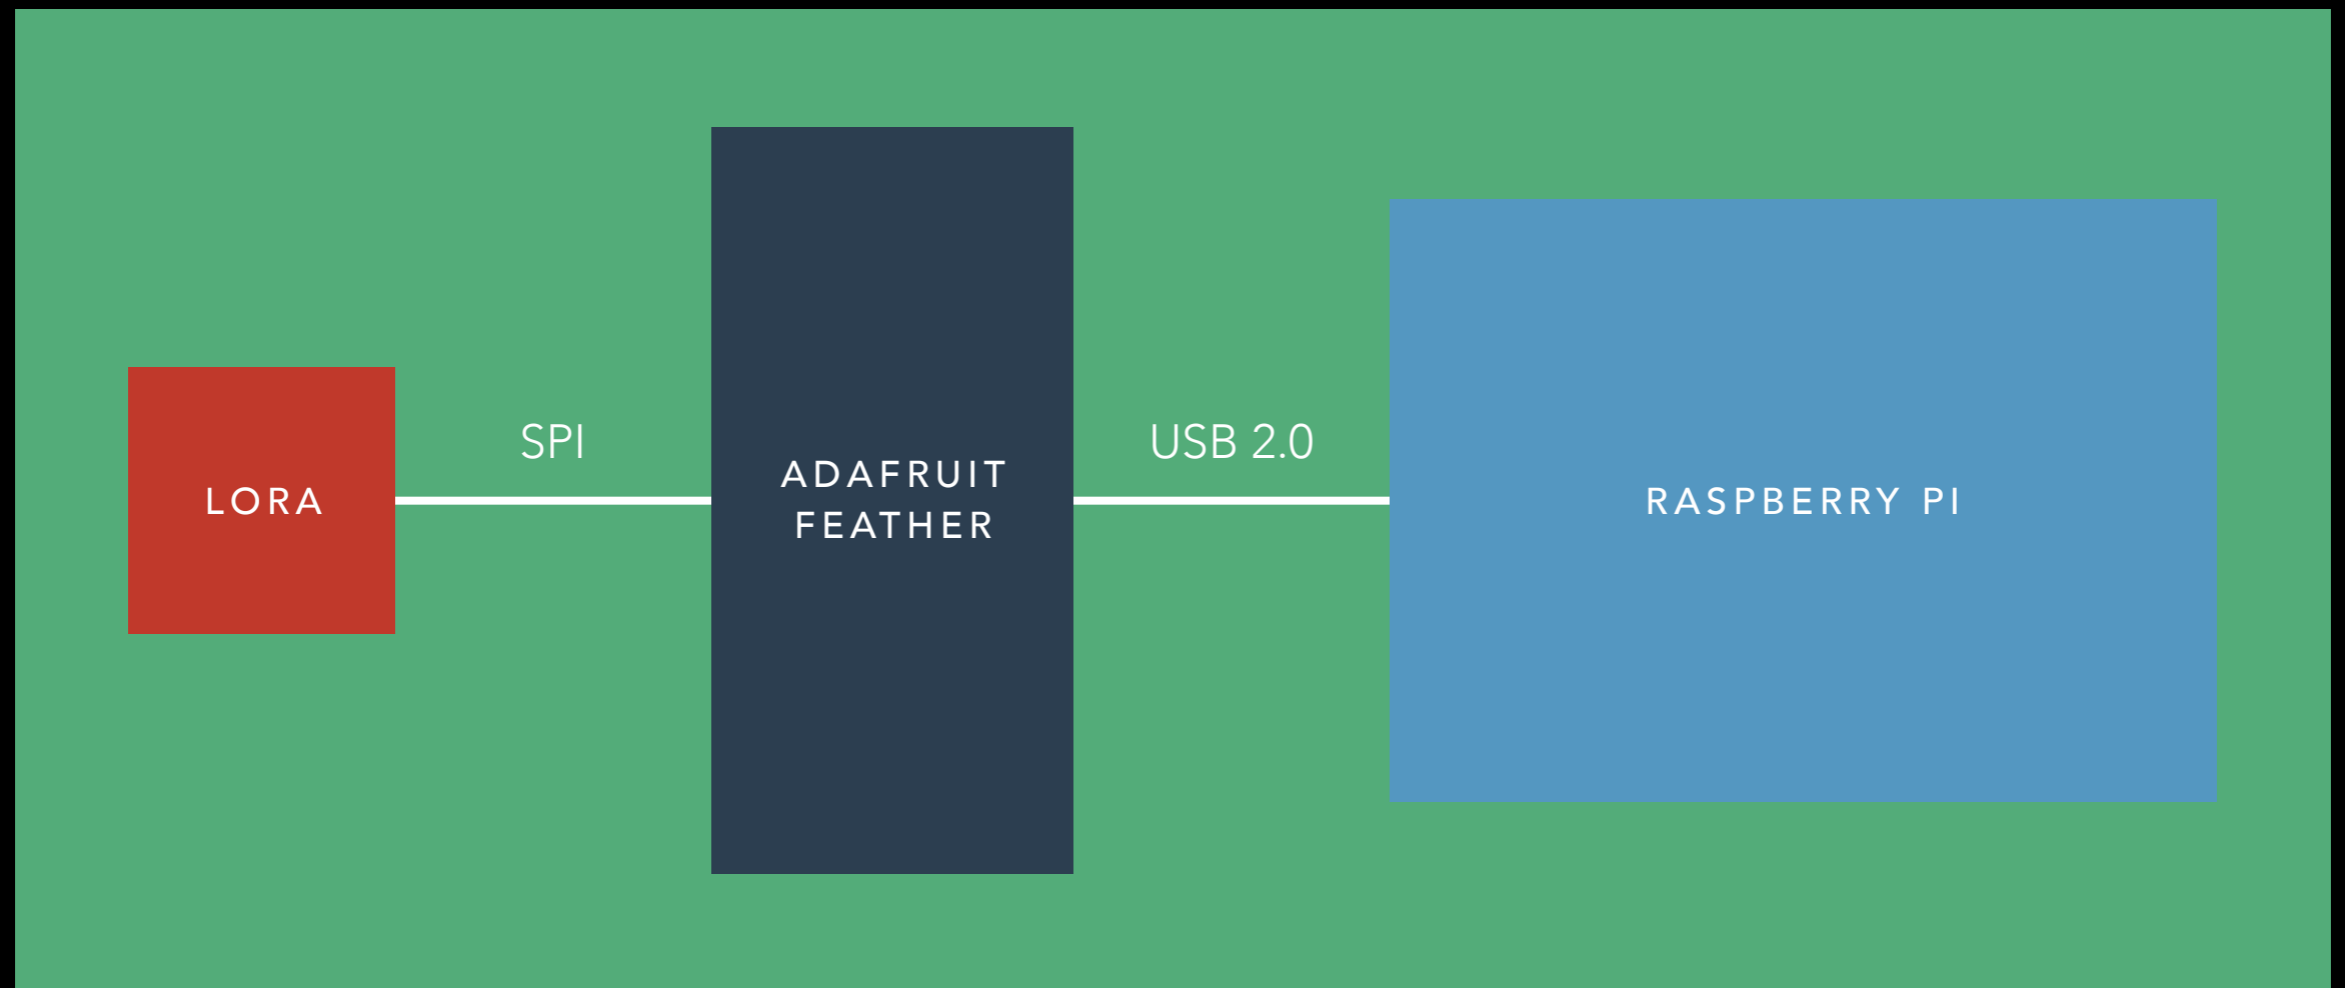 LORA
SPI
ADAFRUIT
FEATHER
USB 2.0
RASPBERRY PI